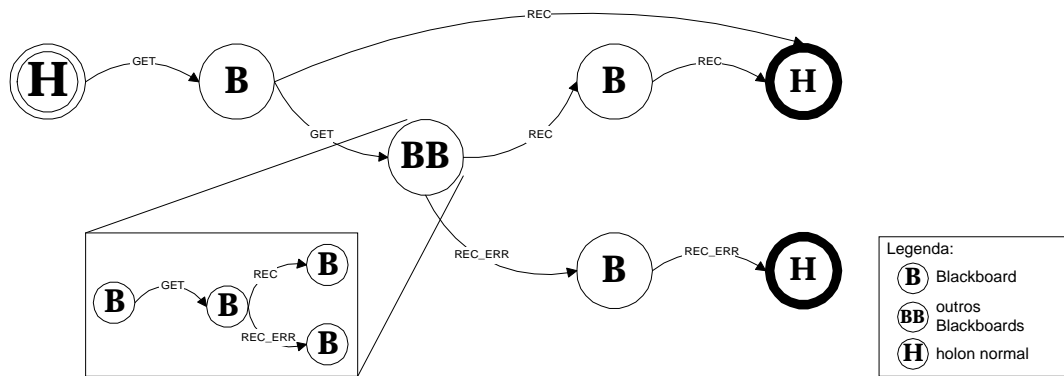 REC
H
GET
B
B
REC
H
GET
BB
REC
REC_ERR
B
REC_ERR
H
B
GET
B
REC
B
REC_ERR
B
Legenda:
B Blackboard
BB outros
Blackboards
H holon normal